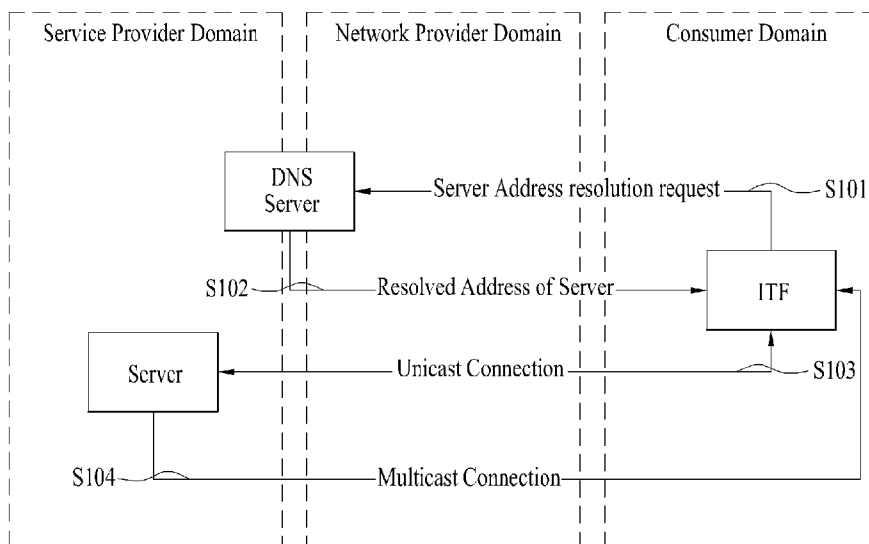 Service Provider Domain
Network Provider Domain
Consumer Domain
DNS
Server
Server Address resolution request
S101
S102
Resolved Address of Server
ITF
Server
Unicast Connection
S103
S104
Multicast Connection